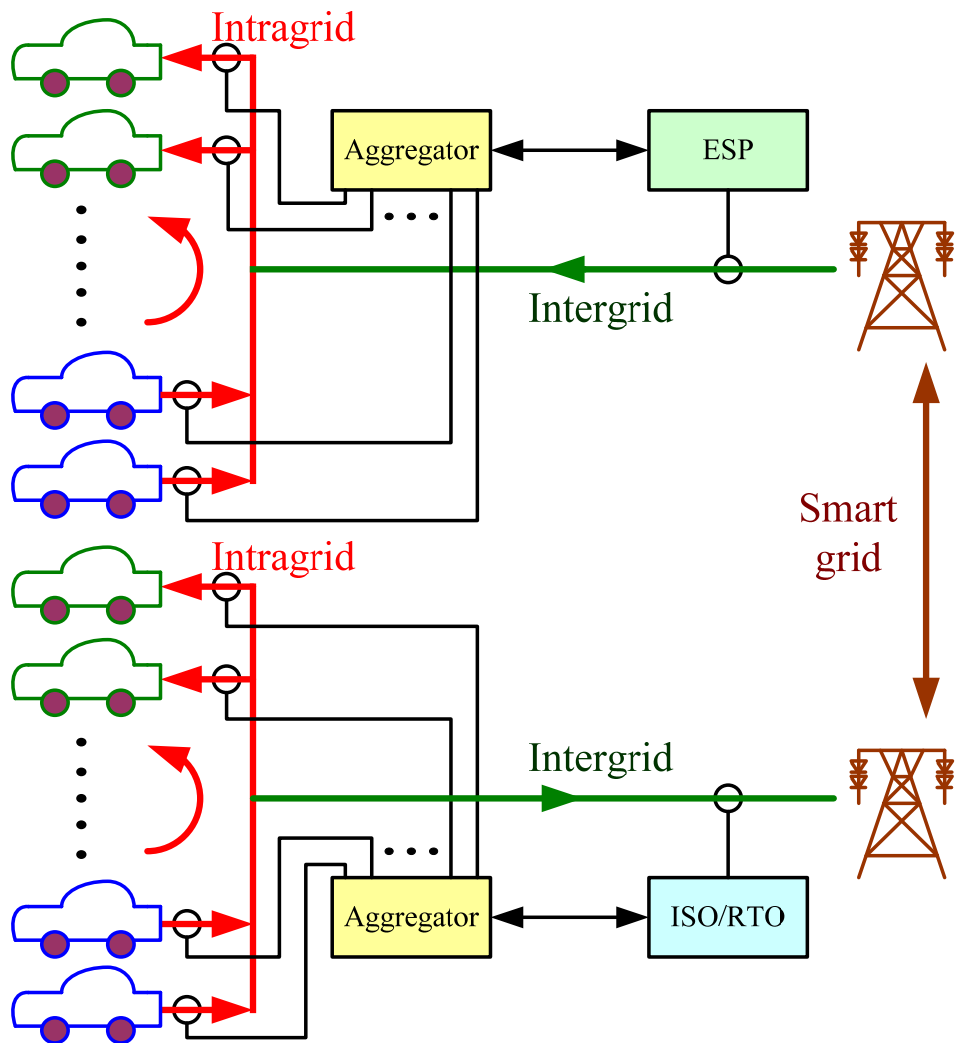 Intragrid
Aggregator
ESP
Intergrid
Smart
grid
Intragrid
Intergrid
Aggregator
ISO/RTO